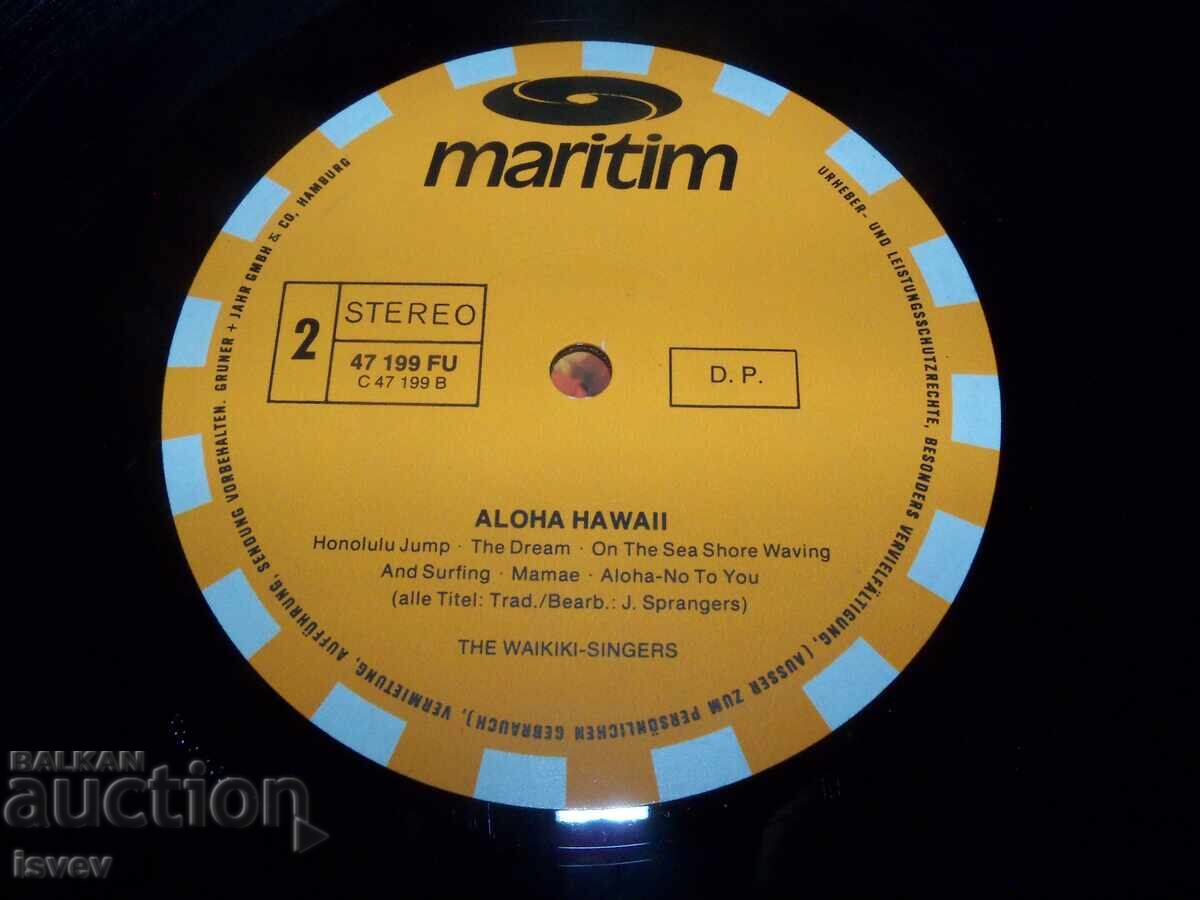 maritim
2
STEREO
47 199 FU
C 47 199 B
D. P.
ALOHA HAWAII
Honolulu Jump · The Dream · On The Sea Shore Waving
And Surfing · Mamae · Aloha-No To You
(alle Titel: Trad./Bearb.: J. Sprangers)
THE WAIKIKI-SINGERS
URHEBER- UND LEISTUNGSSCHUTZRECHTE, BESONDERS VERVIELFÄLTIGUNG, (AUSSER ZUM PERSÖNLICHEN GEBRAUCH), VERMIETUNG, AUFFÜHRUNG, SENDUNG VORBEHALTEN. GRUNER + JAHR GMBH & CO, HAMBURG
BALKAN
auction
isvev